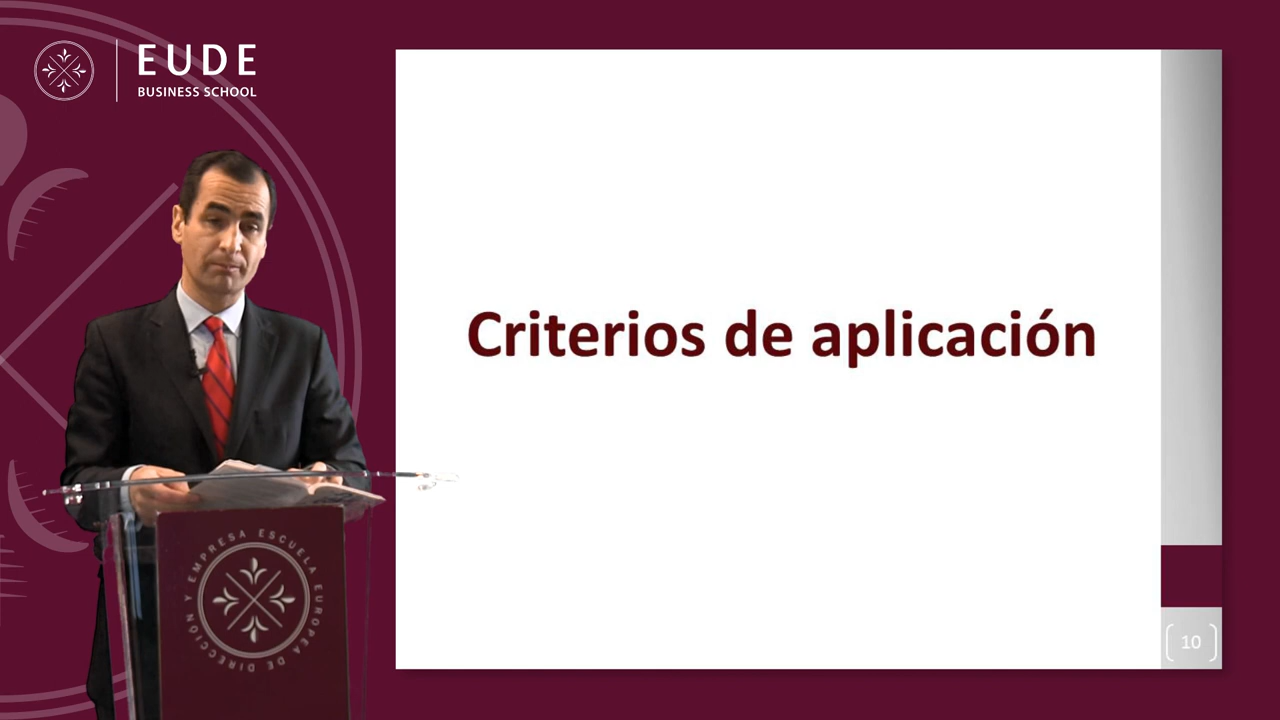 EUDE
BUSINESS SCHOOL
Criterios de aplicación
ESCUELA EUROPEA DE DIRECCIÓN Y EMPRESA
10